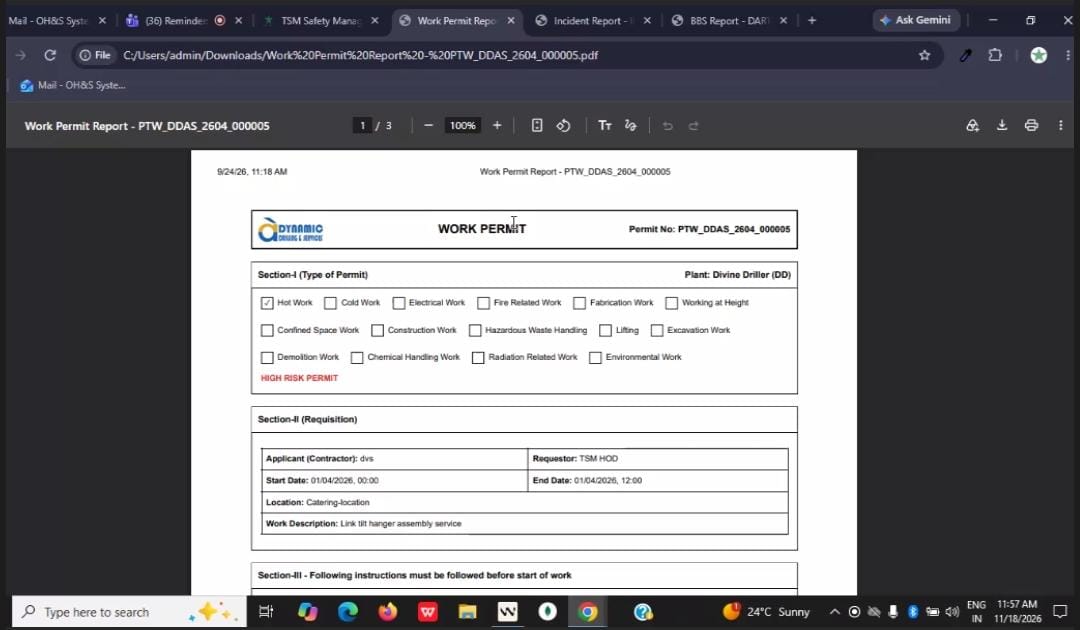 Mail - OH&S System (36) Reminder TSM Safety Manag Work Permit Repo Incident Report - BBS Report - DAR Ask Gemini
File C:/Users/admin/Downloads/Work%20Permit%20Report%20-%20PTW_DDAS_2604_000005.pdf
Mail - OH&S Syste...
Work Permit Report - PTW_DDAS_2604_000005 1 / 3 100%
9/24/26, 11:18 AM Work Permit Report - PTW_DDAS_2604_000005
DYNAMIC WORK PERMIT Permit No: PTW_DDAS_2604_000005
DRILLING & SERVICES
Section-I (Type of Permit) Plant: Divine Driller (DD)
Hot Work Cold Work Electrical Work Fire Related Work Fabrication Work Working at Height
Confined Space Work Construction Work Hazardous Waste Handling Lifting Excavation Work
Demolition Work Chemical Handling Work Radiation Related Work Environmental Work
HIGH RISK PERMIT
Section-II (Requisition)
Applicant (Contractor): dvs Requestor: TSM HOD
Start Date: 01/04/2026, 00:00 End Date: 01/04/2026, 12:00
Location: Catering-location
Work Description: Link tilt hanger assembly service
Section-III - Following instructions must be followed before start of work
Type here to search 24°C Sunny ENG 11:57 AM
IN 11/18/2026